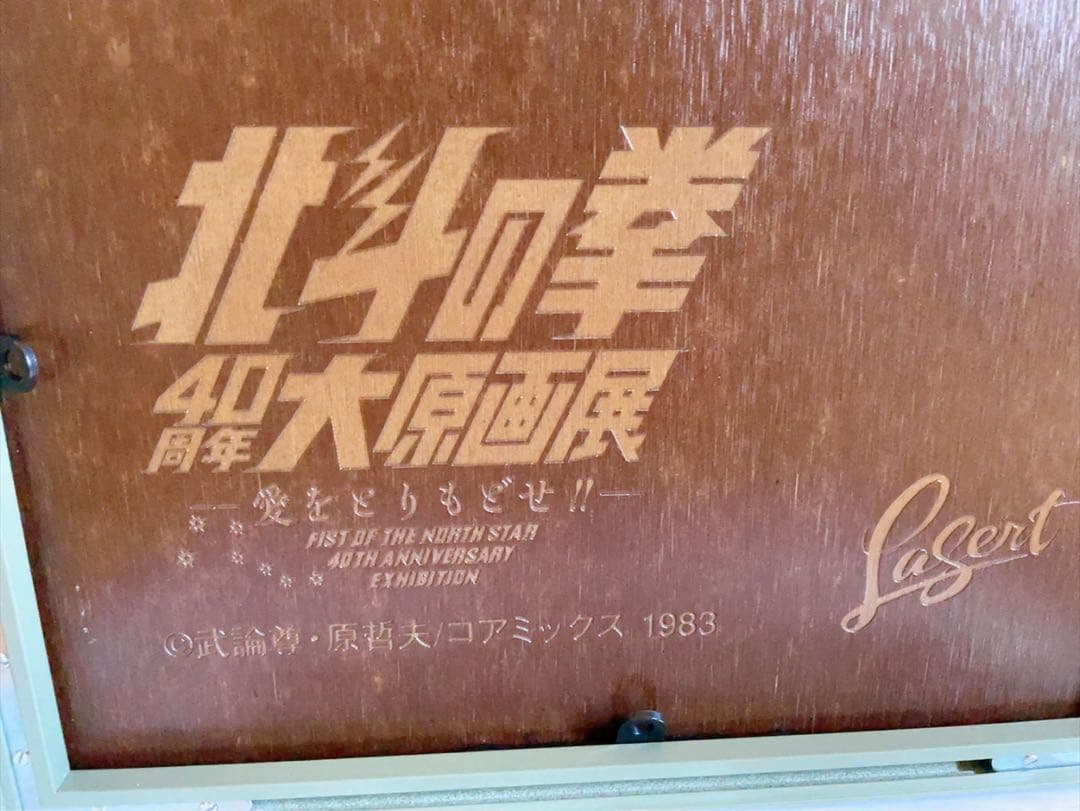 北斗の拳
40周年大原画展
—愛をとりもどせ!!—
FIST OF THE NORTH STAR
40TH ANNIVERSARY
EXHIBITION
©武論尊・原哲夫/コアミックス 1983
Lasert